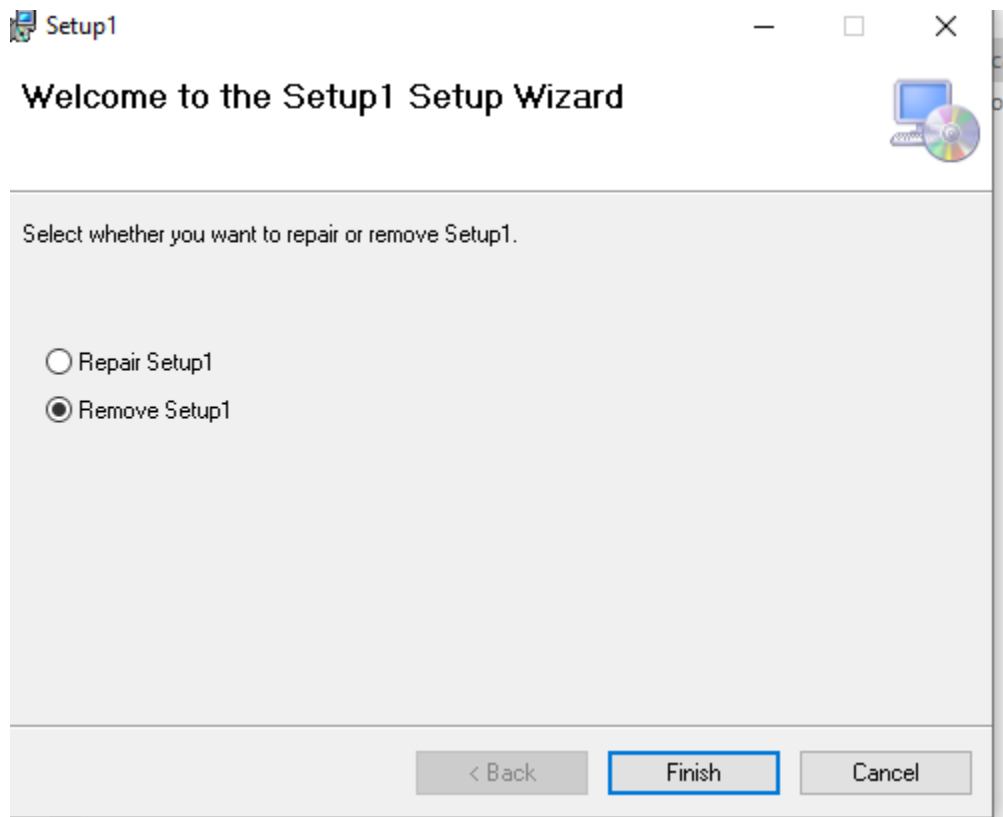 Setup1
Welcome to the Setup1 Setup Wizard
Select whether you want to repair or remove Setup1.
Repair Setup1
Remove Setup1
< Back Finish Cancel